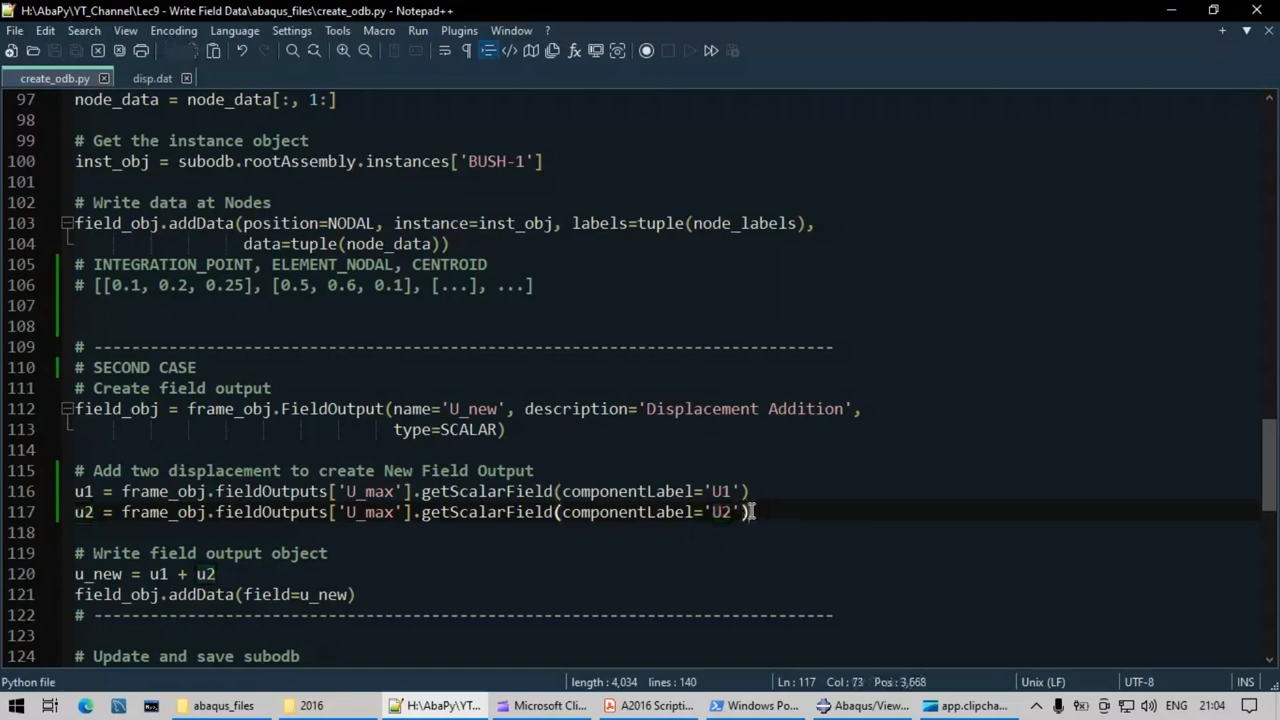 H:\AbaPy\YT_Channel\Lec9 - Write Field Data\abaqus_files\create_odb.py - Notepad++
File Edit Search View Encoding Language Settings Tools Macro Run Plugins Window ?
create_odb.py disp.dat
97 node_data = node_data[:, 1:]
98
99 # Get the instance object
100 inst_obj = subodb.rootAssembly.instances['BUSH-1']
101
102 # Write data at Nodes
103 field_obj.addData(position=NODAL, instance=inst_obj, labels=tuple(node_labels),
104 data=tuple(node_data))
105 # INTEGRATION_POINT, ELEMENT_NODAL, CENTROID
106 # [[0.1, 0.2, 0.25], [0.5, 0.6, 0.1], [...], ...]
107
108
109 # -------------------------------------------------------------------------------
110 # SECOND CASE
111 # Create field output
112 field_obj = frame_obj.FieldOutput(name='U_new', description='Displacement Addition',
113 type=SCALAR)
114
115 # Add two displacement to create New Field Output
116 u1 = frame_obj.fieldOutputs['U_max'].getScalarField(componentLabel='U1')
117 u2 = frame_obj.fieldOutputs['U_max'].getScalarField(componentLabel='U2')
118
119 # Write field output object
120 u_new = u1 + u2
121 field_obj.addData(field=u_new)
122 # -------------------------------------------------------------------------------
123
124 # Update and save subodb
Python file length : 4,034 lines : 140 Ln : 117 Col : 73 Pos : 3,668 Unix (LF) UTF-8 INS
abaqus_files 2016 H:\AbaPy\YT... Microsoft Cli... A2016 Scripti... Windows Po... Abaqus/View... app.clipcha... 21:04